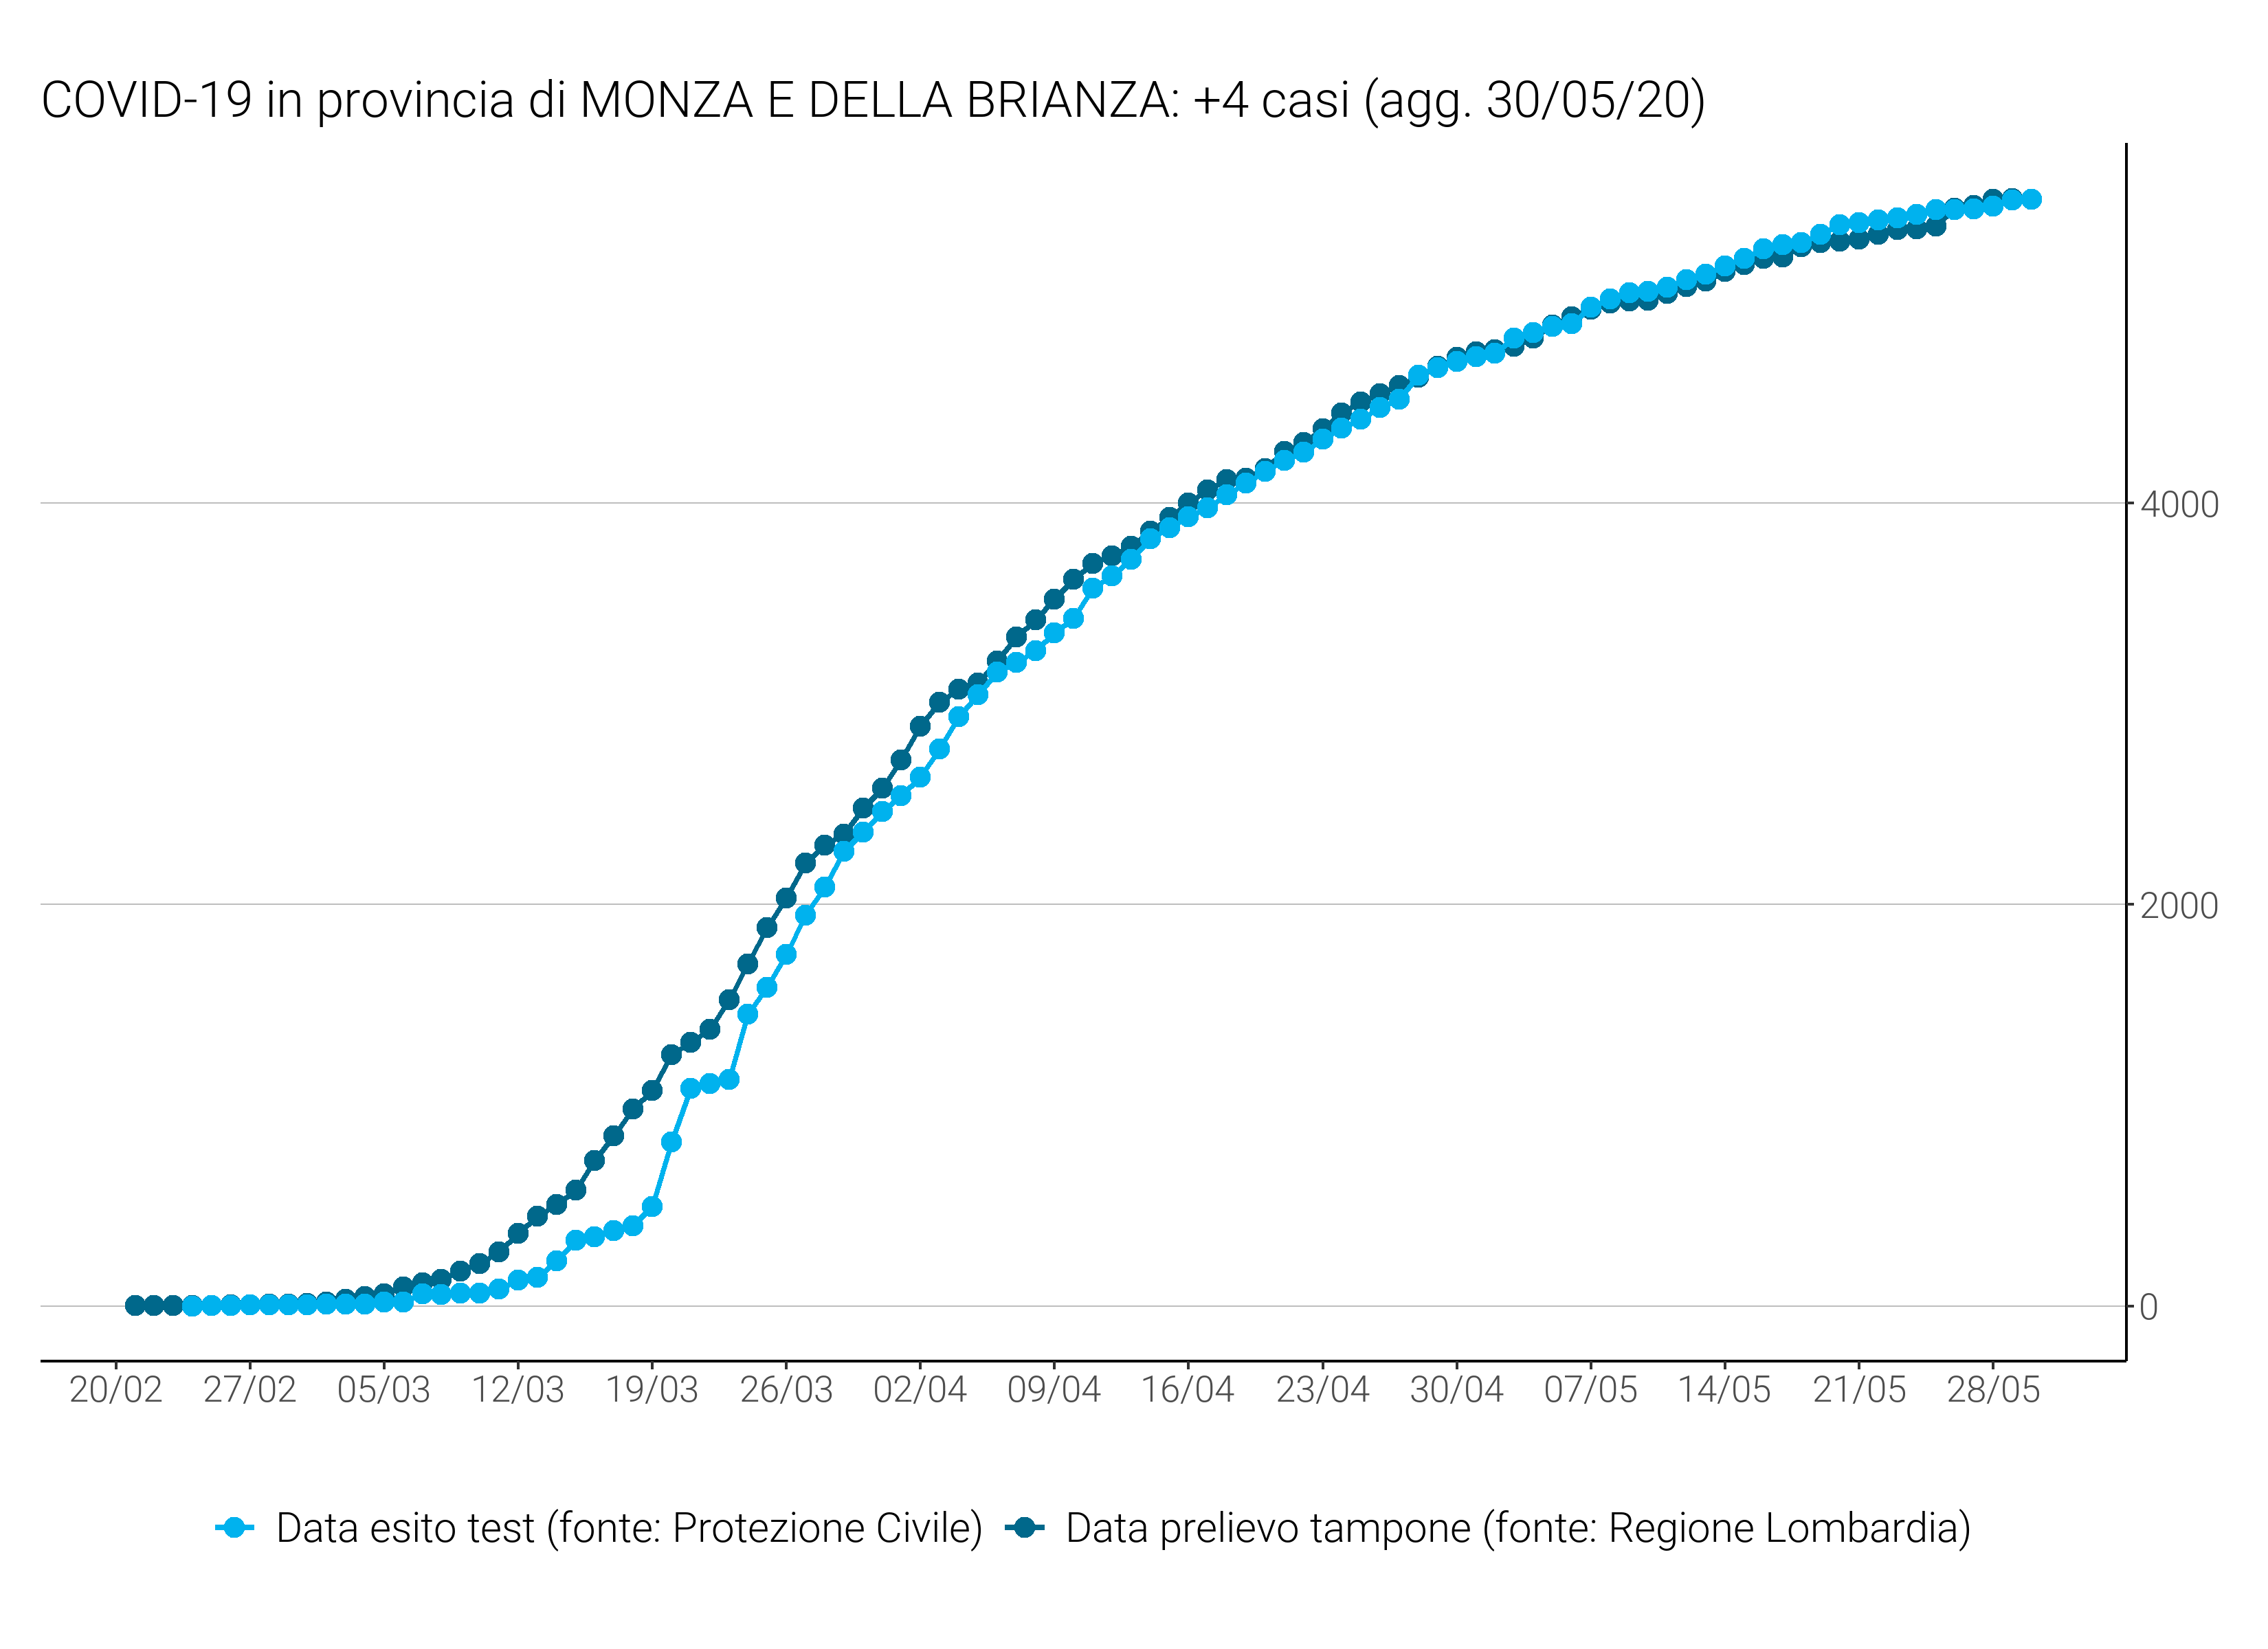 COVID-19 in provincia di MONZA E DELLA BRIANZA: +4 casi (agg. 30/05/20)
4000
2000
0
20/02 27/02 05/03 12/03 19/03 26/03 02/04 09/04 16/04 23/04 30/04 07/05 14/05 21/05 28/05
Data esito test (fonte: Protezione Civile) Data prelievo tampone (fonte: Regione Lombardia)